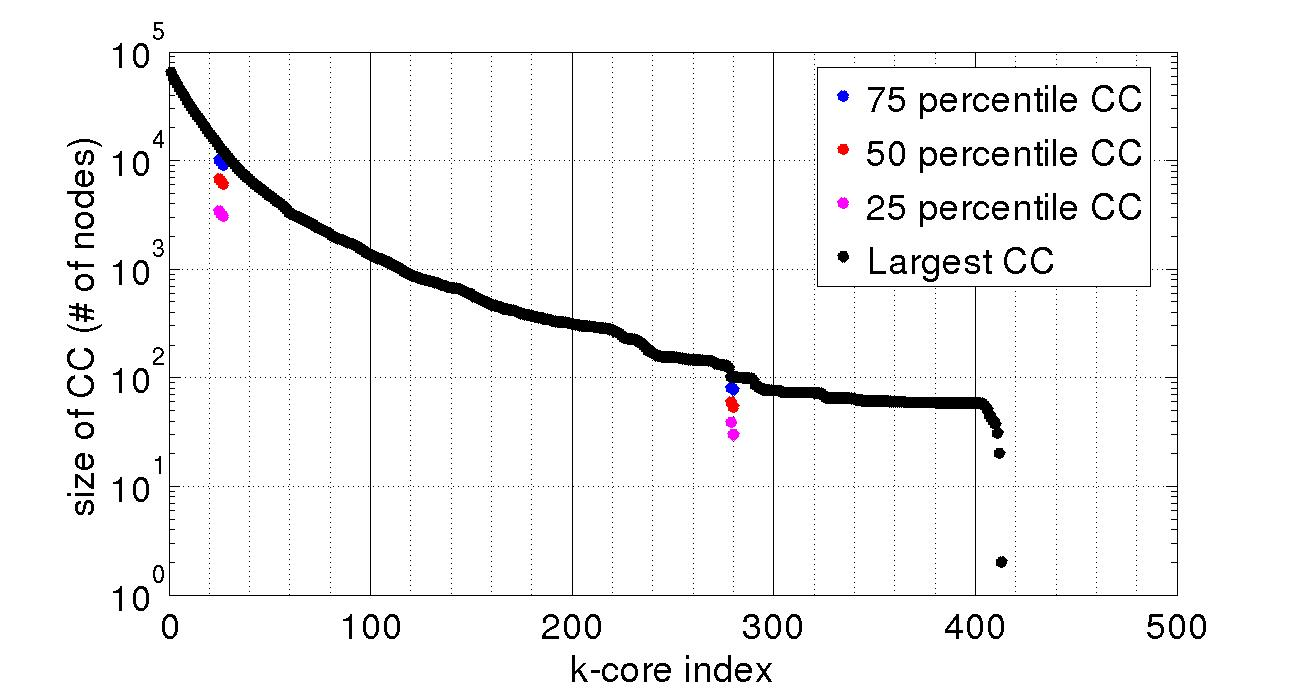 10^5
10^4
10^3
10^2
10^1
10^0
size of CC (# of nodes)
75 percentile CC
50 percentile CC
25 percentile CC
Largest CC
0 100 200 300 400 500
k-core index